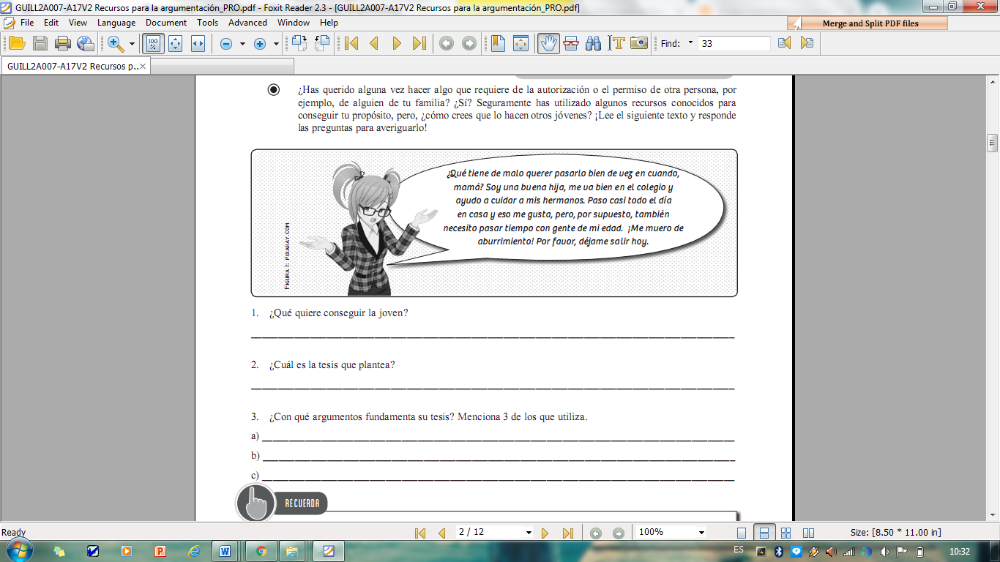 GUILL2A007-A17V2 Recursos para la argumentación_PRO.pdf - Foxit Reader 2.3 - [GUILL2A007-A17V2 Recursos para la argumentación_PRO.pdf]
File Edit View Language Document Tools Advanced Window Help
Merge and Split PDF files
100 %
Find: 33
GUILL2A007-A17V2 Recursos p...
¿Has querido alguna vez hacer algo que requiere de la autorización o el permiso de otra persona, por
ejemplo, de alguien de tu familia? ¿Sí? Seguramente has utilizado algunos recursos conocidos para
conseguir tu propósito, pero, ¿cómo crees que lo hacen otros jóvenes? ¡Lee el siguiente texto y responde
las preguntas para averiguarlo!
¿Qué tiene de malo querer pasarlo bien de vez en cuando,
mamá? Soy una buena hija, me va bien en el colegio y
ayudo a cuidar a mis hermanos. Paso casi todo el día
en casa y eso me gusta, pero, por supuesto, también
necesito pasar tiempo con gente de mi edad. ¡Me muero de
aburrimiento! Por favor, déjame salir hoy.
FIGURA 1: PIXABAY.COM
1. ¿Qué quiere conseguir la joven?
2. ¿Cuál es la tesis que plantea?
3. ¿Con qué argumentos fundamenta su tesis? Menciona 3 de los que utiliza.
a)
b)
c)
RECUERDA
Ready
2 / 12
100%
Size: [8.50 * 11.00 in]
ES
10:32